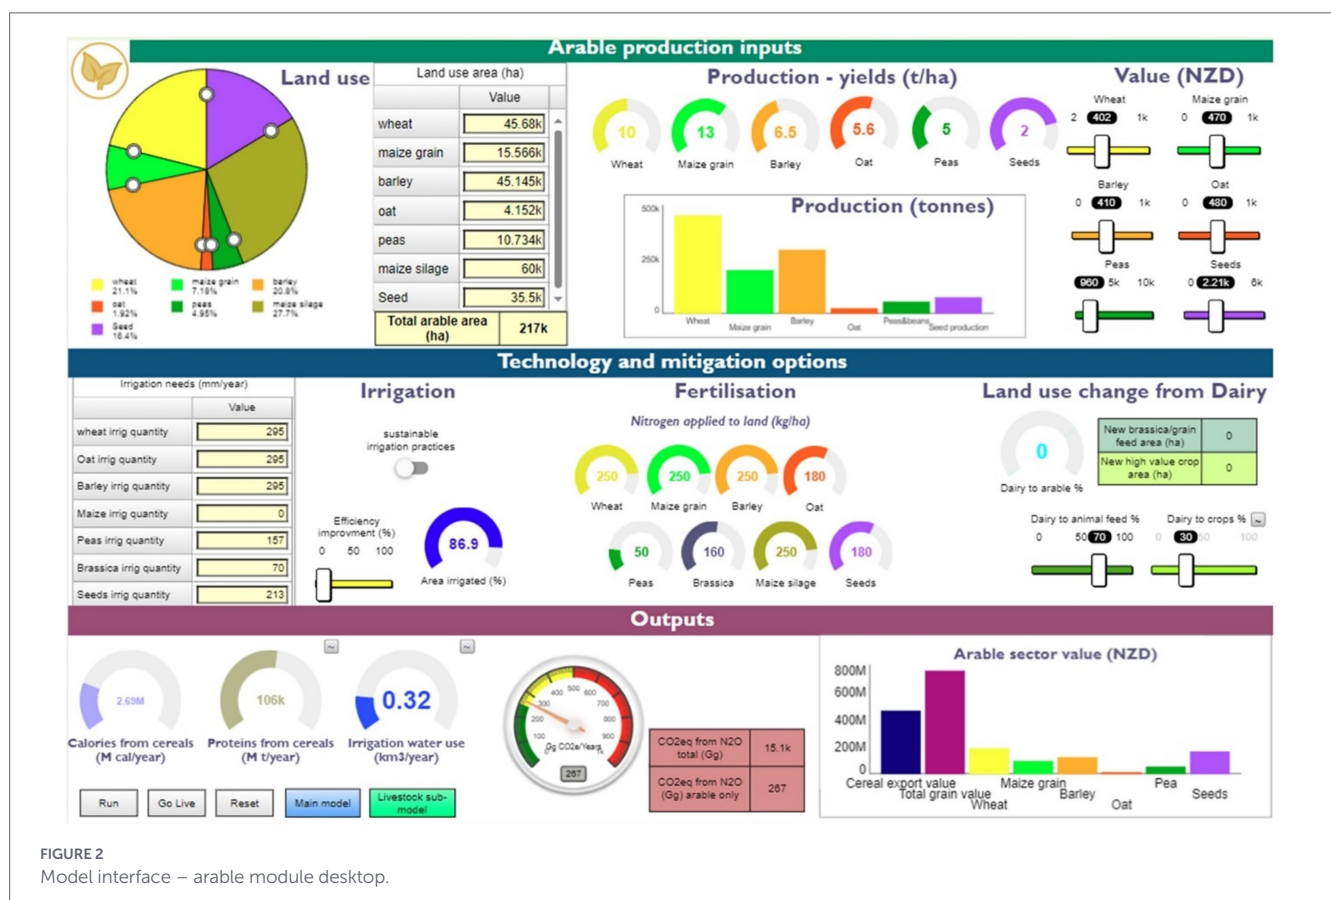 Arable production inputs
Land use
wheat
21.1%
maize grain
7.18%
barley
20.8%
oat
1.92%
peas
4.95%
maize silage
27.7%
Seed
16.4%
Land use area (ha)
Value
wheat 45.68k
maize grain 15.566k
barley 45.145k
oat 4.152k
peas 10.734k
maize silage 60k
Seed 35.5k
Total arable area
(ha)
217k
Production - yields (t/ha)
10
Wheat
13
Maize grain
6.5
Barley
5.6
Oat
5
Peas
2
Seeds
Production (tonnes)
500k
250k
0
Wheat
Maize grain
Barley
Oat
Peas&beans
Seed production
Value (NZD)
Wheat
2 402 1k
Maize grain
0 470 1k
Barley
0 410 1k
Oat
0 480 1k
Peas
960 5k 10k
Seeds
0 2.21k 6k
Technology and mitigation options
Irrigation needs (mm/year)
Value
wheat irrig quantity 295
Oat irrig quantity 295
Barley irrig quantity 295
Maize irrig quantity 0
Peas irrig quantity 157
Brassica irrig quantity 70
Seeds irrig quantity 213
Irrigation
sustainable
irrigation practices
Efficiency
improvment (%)
0 50 100
86.9
Area irrigated (%)
Fertilisation
Nitrogen applied to land (kg/ha)
250
Wheat
250
Maize grain
250
Barley
180
Oat
50
Peas
160
Brassica
250
Maize silage
180
Seeds
Land use change from Dairy
0
Dairy to arable %
New brassica/grain
feed area (ha)
0
New high value crop
area (ha)
0
Dairy to animal feed %
0 50 70 100
Dairy to crops % ~
0 30 50 100
Outputs
2.69M
Calories from cereals
(M cal/year)
~
106k
Proteins from cereals
(M t/year)
~
0.32
Irrigation water use
(km3/year)
Run
Go Live
Reset
Main model
Livestock sub-
model
0
100
200
300
400
500
600
700
800
900
1k
Gg CO2e/Years
267
CO2eq from N2O
total (Gg)
15.1k
CO2eq from N2O
(Gg) arable only
267
Arable sector value (NZD)
800M
600M
400M
200M
0
Cereal export value
Total grain value
Wheat
Maize grain
Barley
Oat
Pea
Seeds
FIGURE 2
Model interface – arable module desktop.